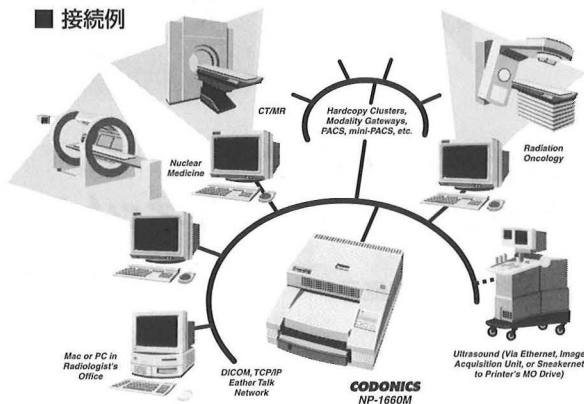 ■ 接続例
CT/MR
Hardcopy Clusters,
Modality Gateways,
PACS, mini-PACS, etc.
Radiation
Oncology
Nuclear
Medicine
Mac or PC in
Radiologist's
Office
DICOM, TCP/IP
Eather Talk
Network
CODONICS
NP-1660M
Ultrasound (Via Ethernet, Image
Acquisition Unit, or Sneakernet
to Printer's MO Drive)